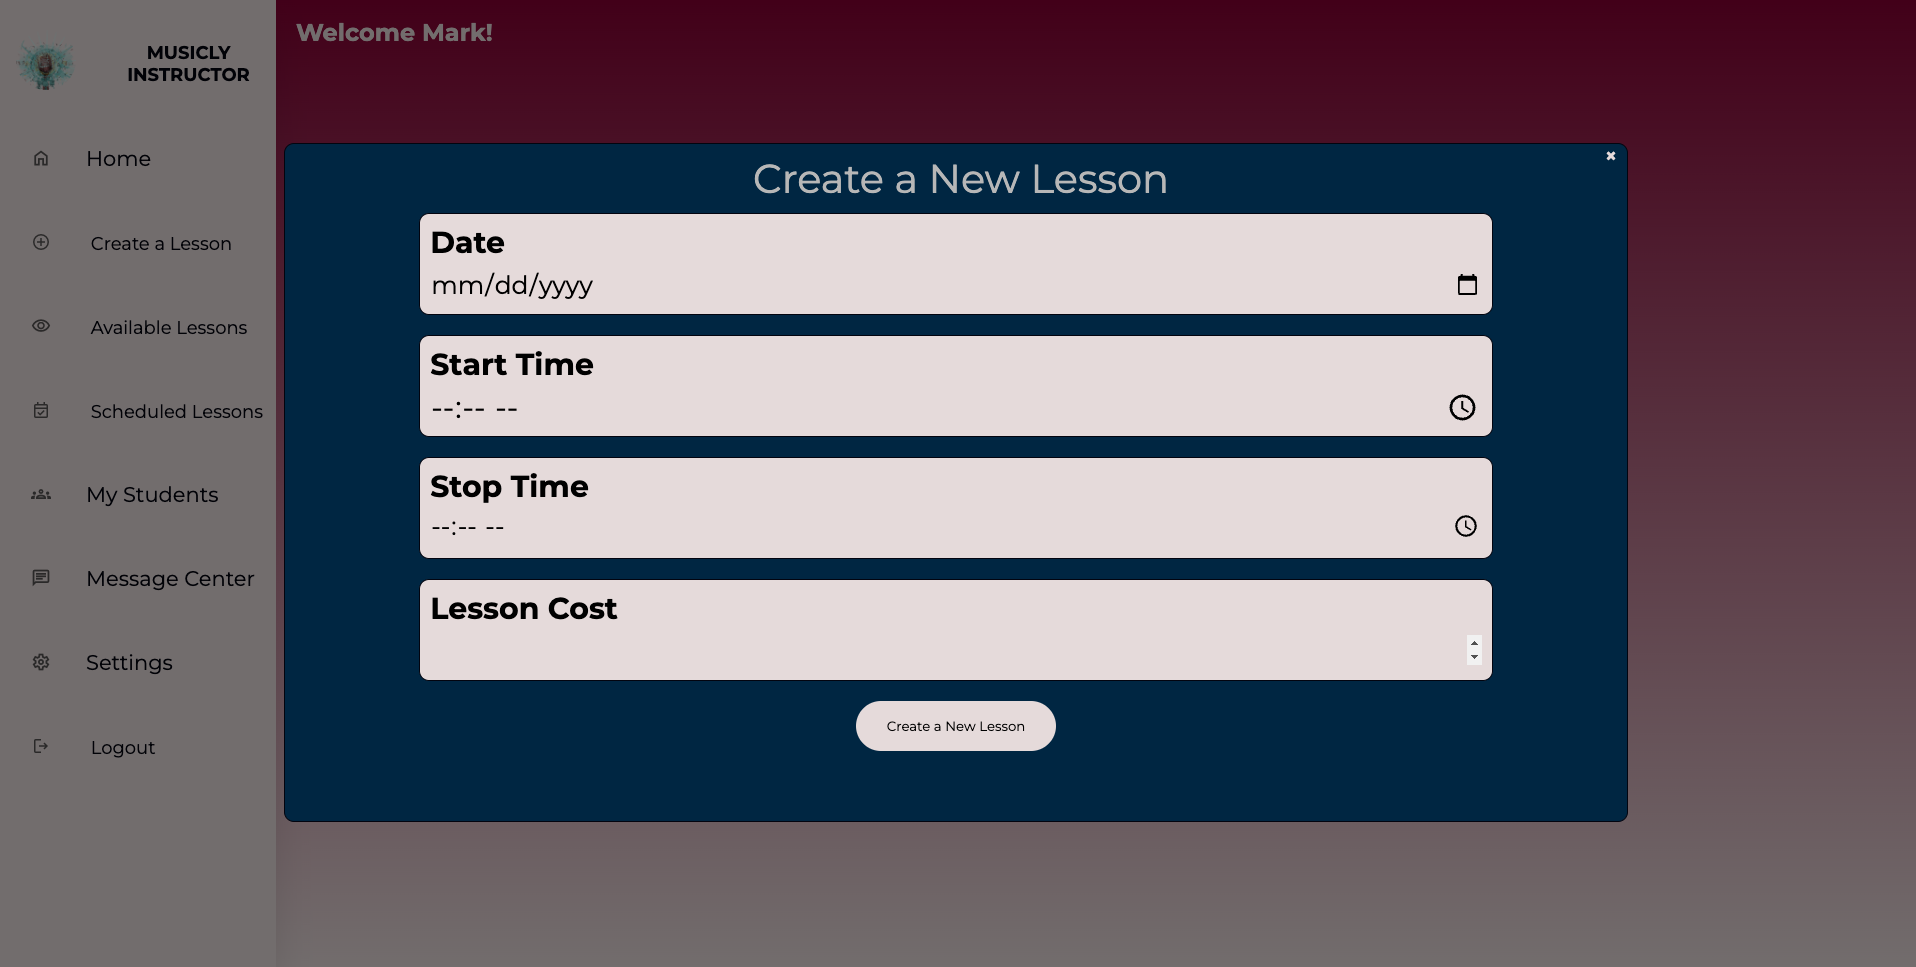 MUSICLY
INSTRUCTOR
Home
Create a Lesson
Available Lessons
Scheduled Lessons
My Students
Message Center
Settings
Logout
Welcome Mark!
✖
Create a New Lesson
Date
mm/dd/yyyy
Start Time
--:-- --
Stop Time
--:-- --
Lesson Cost
Create a New Lesson